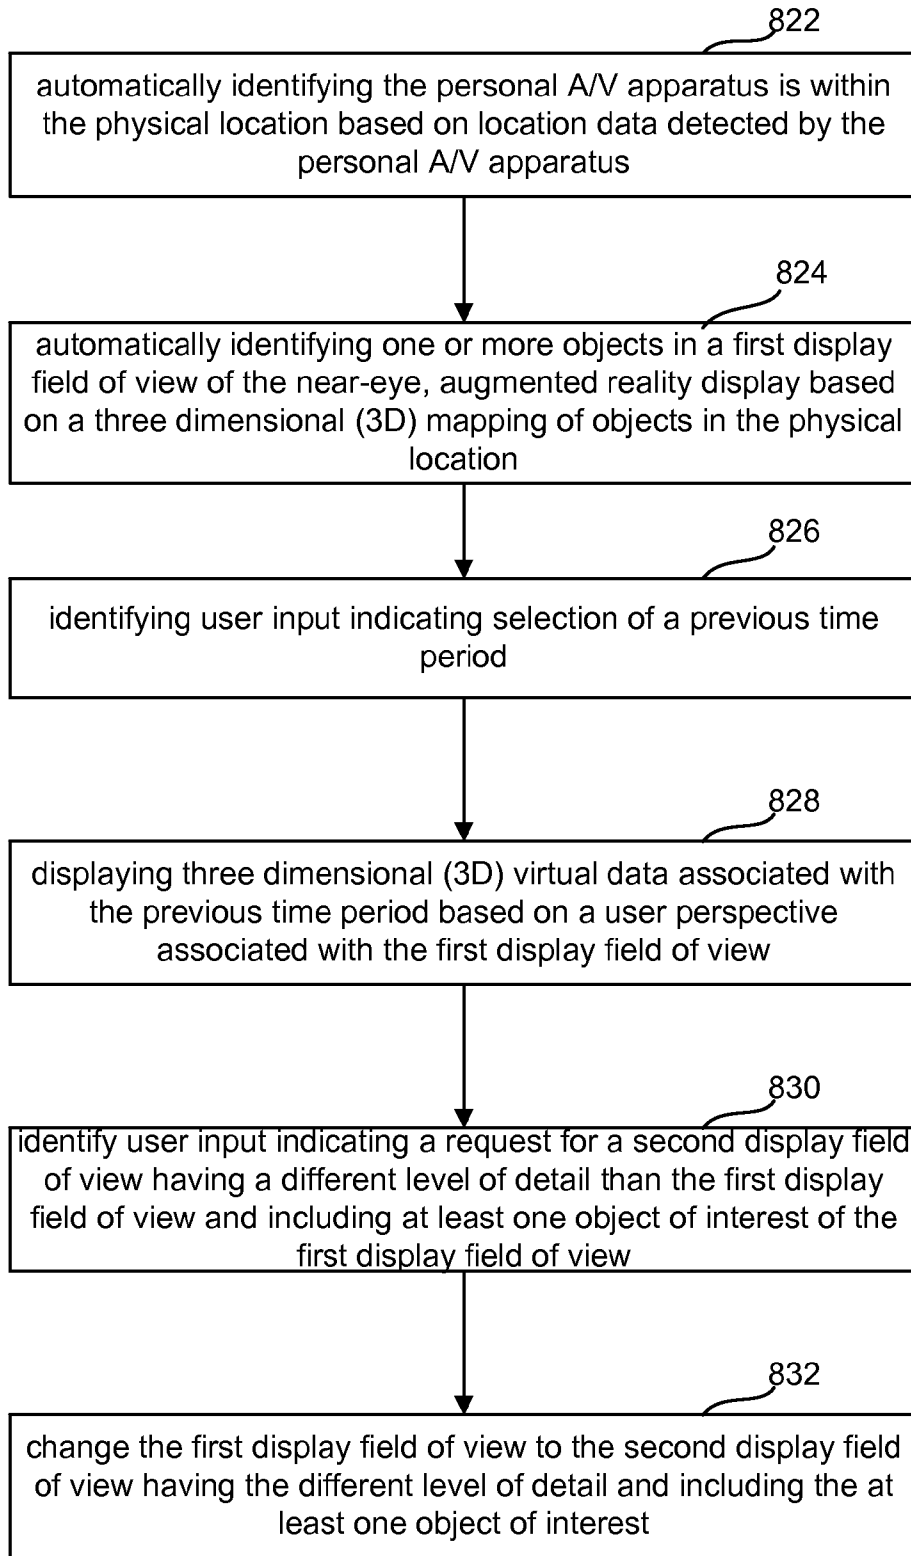 822
automatically identifying the personal A/V apparatus is within
the physical location based on location data detected by the
personal A/V apparatus
824
automatically identifying one or more objects in a first display
field of view of the near-eye, augmented reality display based
on a three dimensional (3D) mapping of objects in the physical
location
826
identifying user input indicating selection of a previous time
period
828
displaying three dimensional (3D) virtual data associated with
the previous time period based on a user perspective
associated with the first display field of view
830
identify user input indicating a request for a second display field
of view having a different level of detail than the first display
field of view and including at least one object of interest of the
first display field of view
832
change the first display field of view to the second display field
of view having the different level of detail and including the at
least one object of interest